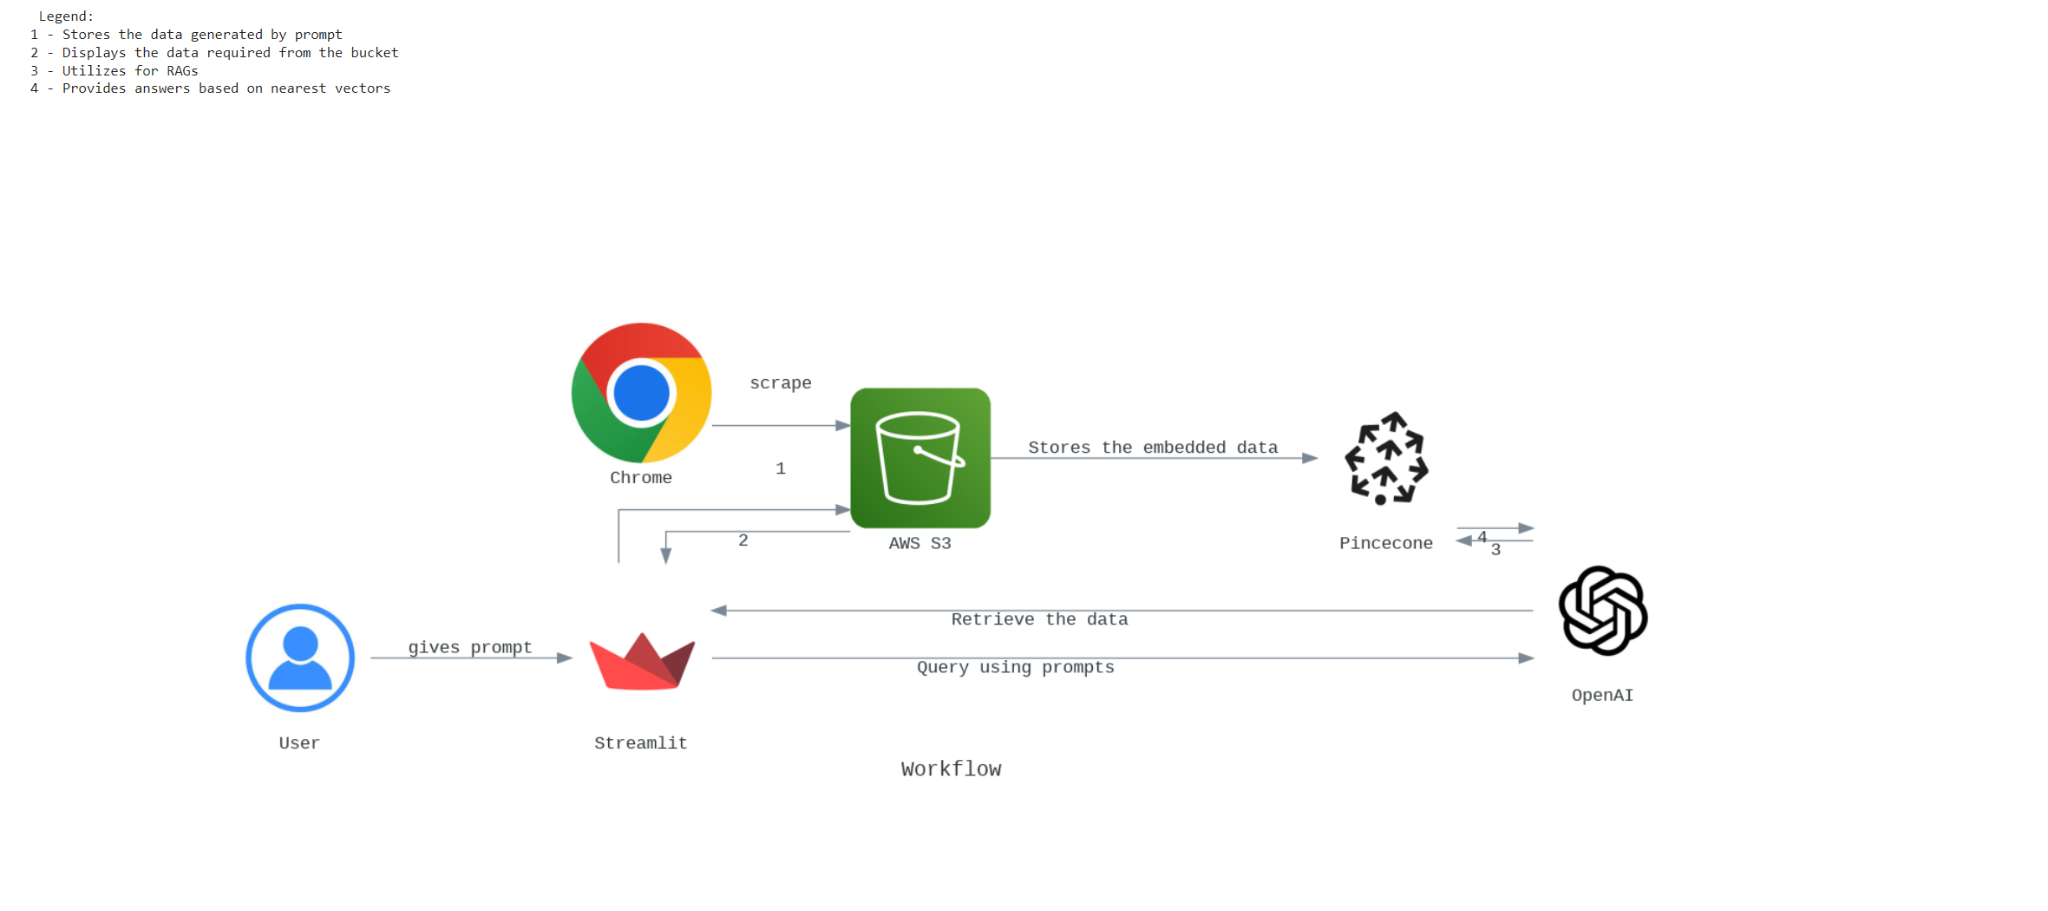 Legend:
1 - Stores the data generated by prompt
2 - Displays the data required from the bucket
3 - Utilizes for RAGs
4 - Provides answers based on nearest vectors
scrape
Chrome
1
Stores the embedded data
2
AWS S3
Pincecone
4
3
Retrieve the data
gives prompt
Query using prompts
OpenAI
User
Streamlit
Workflow